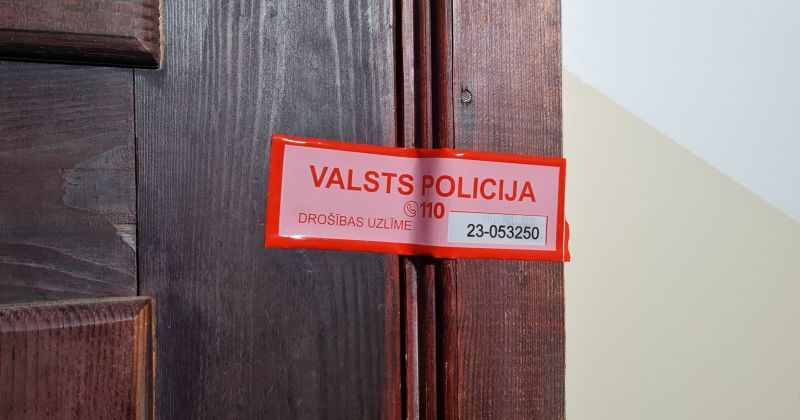 VALSTS POLICIJA
110
DROŠĪBAS UZLĪME
23-053250